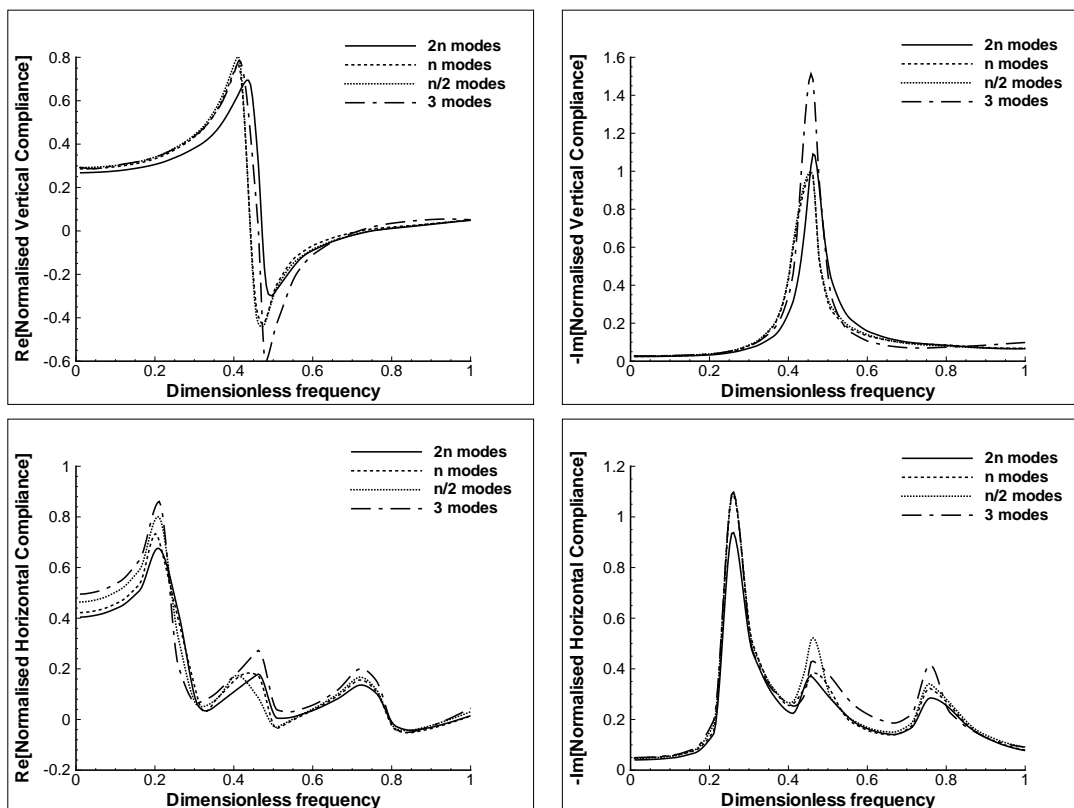 Re[Normalised Vertical Compliance]
0.8
0.6
0.4
0.2
0
-0.2
-0.4
-0.6
0 0.2 0.4 0.6 0.8 1
Dimensionless frequency
2n modes
n modes
n/2 modes
3 modes
-Im[Normalised Vertical Compliance]
1.6
1.4
1.2
1
0.8
0.6
0.4
0.2
0
0 0.2 0.4 0.6 0.8 1
Dimensionless frequency
2n modes
n modes
n/2 modes
3 modes
Re[Normalised Horizontal Compliance]
1
0.8
0.6
0.4
0.2
0
-0.2
0 0.2 0.4 0.6 0.8 1
Dimensionless frequency
2n modes
n modes
n/2 modes
3 modes
-Im[Normalised Horizontal Compliance]
1.2
1
0.8
0.6
0.4
0.2
0
0 0.2 0.4 0.6 0.8 1
Dimensionless frequency
2n modes
n modes
n/2 modes
3 modes